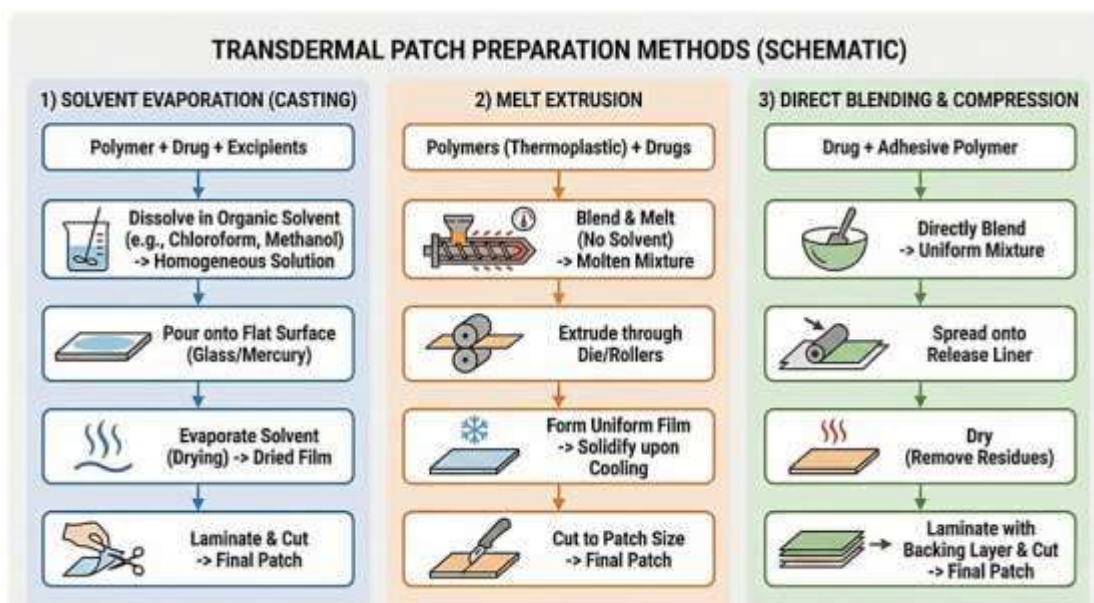 TRANSDERMAL PATCH PREPARATION METHODS (SCHEMATIC)
1) SOLVENT EVAPORATION (CASTING)
Polymer + Drug + Excipients
Dissolve in Organic Solvent
(e.g., Chloroform, Methanol)
-> Homogeneous Solution
Pour onto Flat Surface
(Glass/Mercury)
Evaporate Solvent
(Drying) -> Dried Film
Laminate & Cut
-> Final Patch
2) MELT EXTRUSION
Polymers (Thermoplastic) + Drugs
Blend & Melt
(No Solvent)
-> Molten Mixture
Extrude through
Die/Rollers
Form Uniform Film
-> Solidify upon
Cooling
Cut to Patch Size
-> Final Patch
3) DIRECT BLENDING & COMPRESSION
Drug + Adhesive Polymer
Directly Blend
-> Uniform Mixture
Spread onto
Release Liner
Dry
(Remove Residues)
Laminate with
Backing Layer & Cut
-> Final Patch